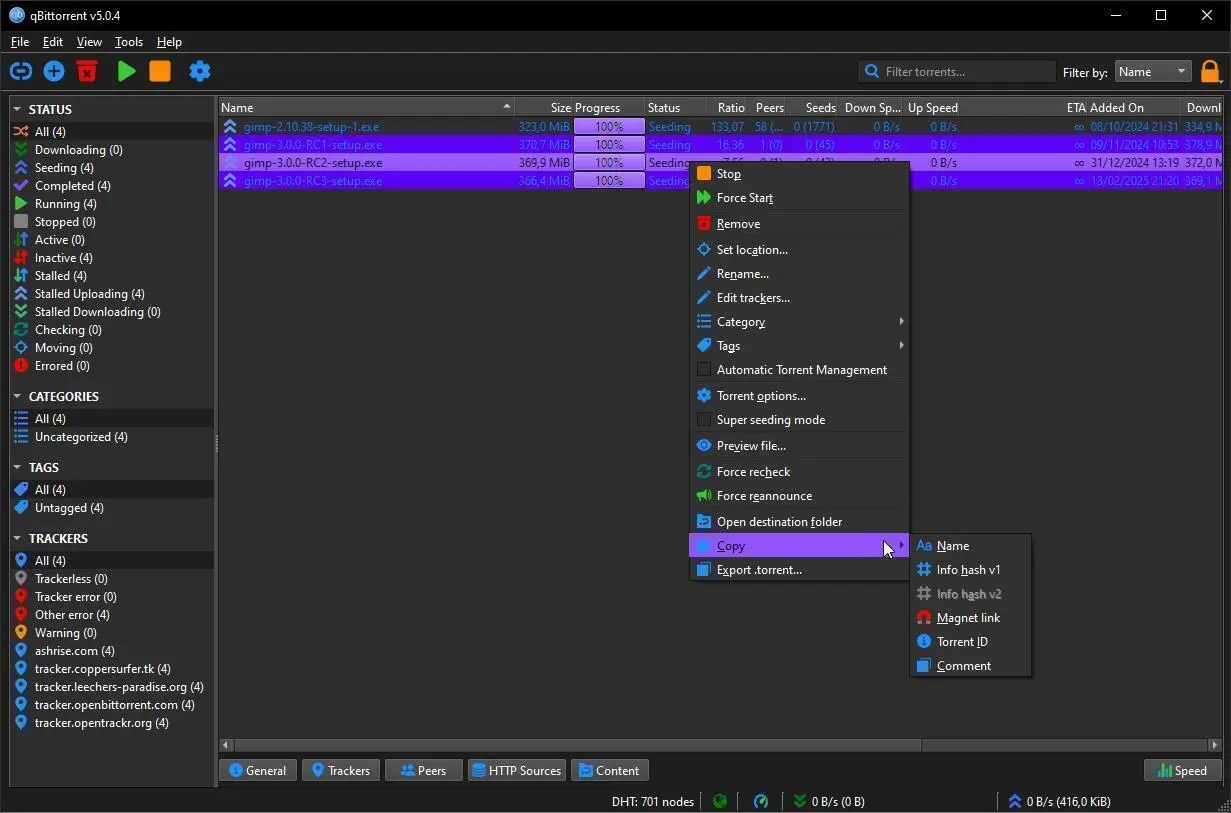 qBittorrent v5.0.4
File Edit View Tools Help
Filter torrents... Filter by: Name
STATUS
All (4)
Downloading (0)
Seeding (4)
Completed (4)
Running (4)
Stopped (0)
Active (0)
Inactive (4)
Stalled (4)
Stalled Uploading (4)
Stalled Downloading (0)
Checking (0)
Moving (0)
Errored (0)
CATEGORIES
All (4)
Uncategorized (4)
TAGS
All (4)
Untagged (4)
TRACKERS
All (4)
Trackerless (0)
Tracker error (0)
Other error (4)
Warning (0)
ashrise.com (4)
tracker.coppersurfer.tk (4)
tracker.leechers-paradise.org (4)
tracker.openbittorrent.com (4)
tracker.opentrackr.org (4)
Name Size Progress Status Ratio Peers Seeds Down Sp... Up Speed ETA Added On Downl
gimp-2.10.38-setup-1.exe 323,0 MiB 100% Seeding 133,07 58 (... 0 (1771) 0 B/s 0 B/s ∞ 08/10/2024 21:31 334,9 M
gimp-3.0.0-RC1-setup.exe 370,7 MiB 100% Seeding 16,36 1 (0) 0 (45) 0 B/s 0 B/s ∞ 09/11/2024 10:53 378,9 M
gimp-3.0.0-RC2-setup.exe 369,9 MiB 100% Seeding 0 B/s ∞ 31/12/2024 13:19 372,0 M
gimp-3.0.0-RC3-setup.exe 366,4 MiB 100% Seeding 0 B/s ∞ 13/02/2025 21:20 369,1 M
Stop
Force Start
Remove
Set location...
Rename...
Edit trackers...
Category
Tags
Automatic Torrent Management
Torrent options...
Super seeding mode
Preview file...
Force recheck
Force reannounce
Open destination folder
Copy
Export .torrent...
Aa Name
Info hash v1
Info hash v2
Magnet link
Torrent ID
Comment
General Trackers Peers HTTP Sources Content Speed
DHT: 701 nodes 0 B/s (0 B) 0 B/s (416,0 KiB)